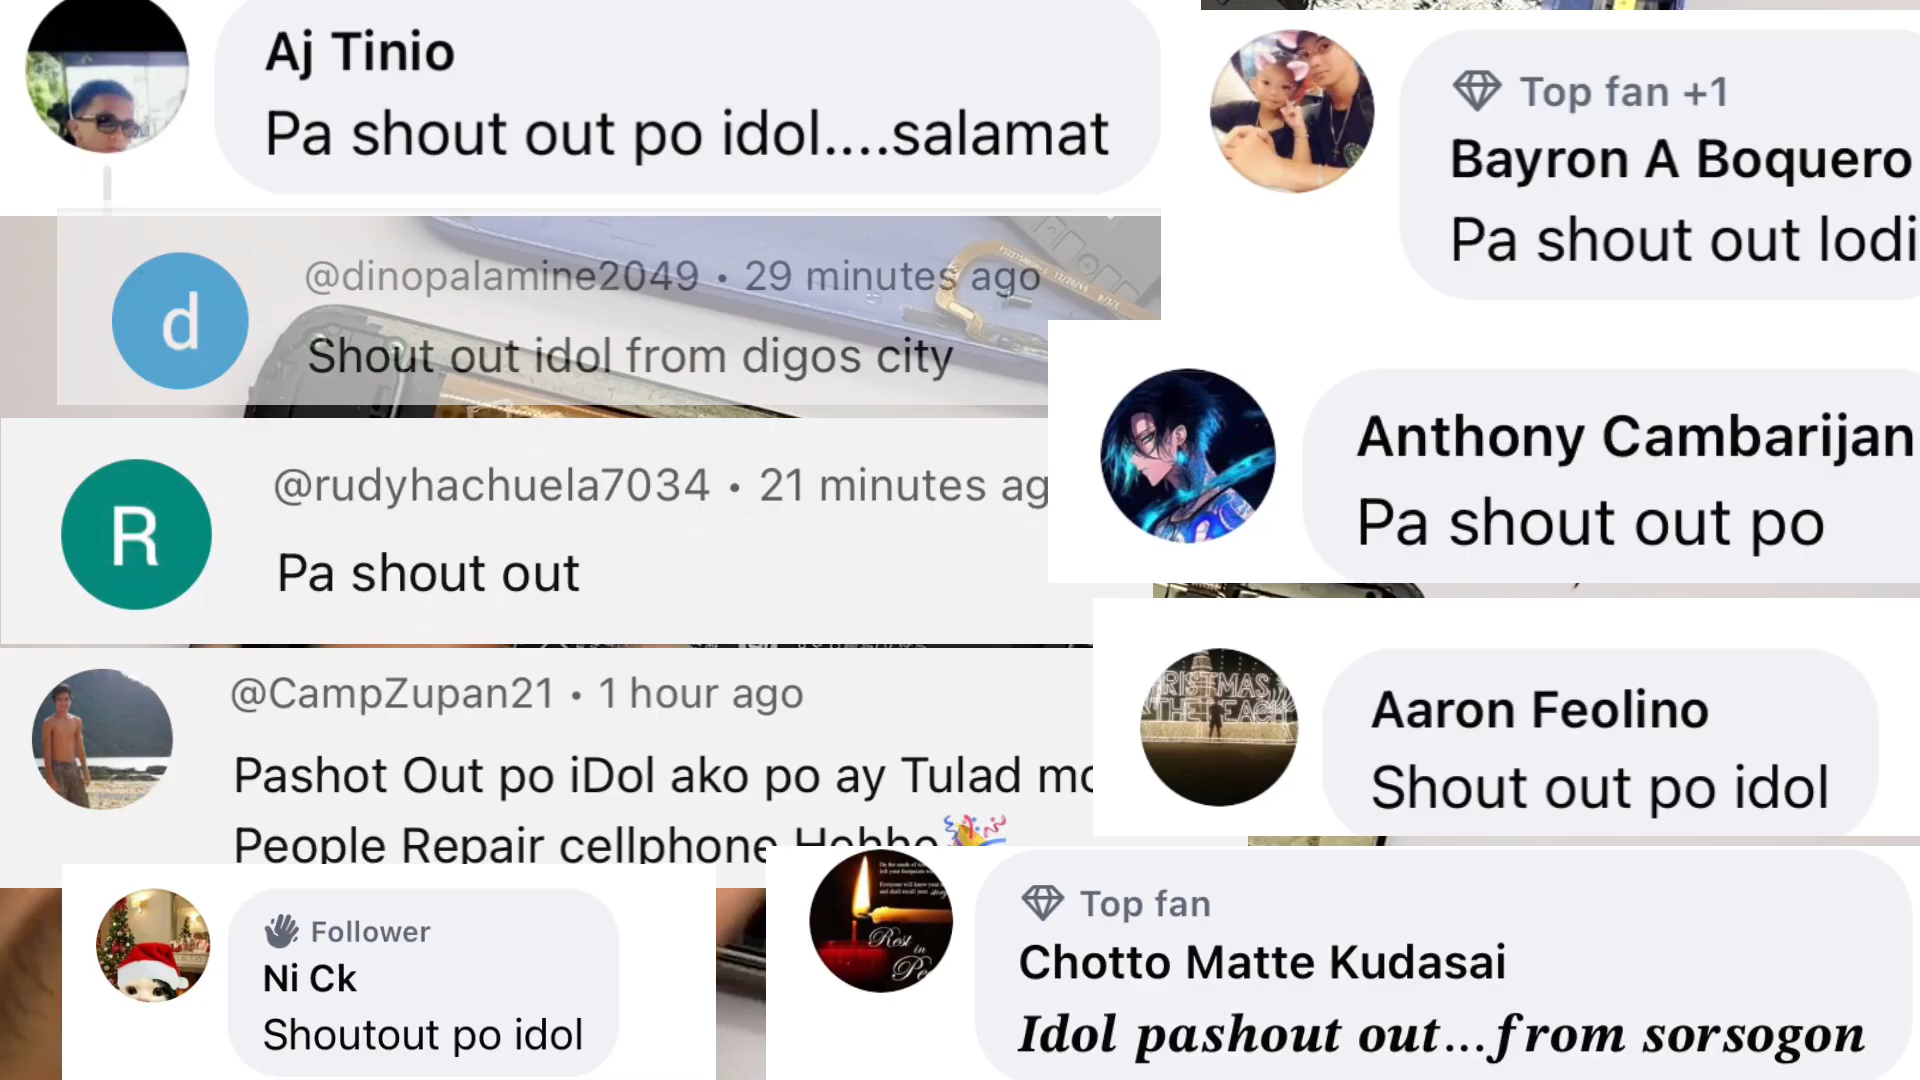 Aj Tinio
Pa shout out po idol....salamat
Top fan +1
Bayron A Boquero
Pa shout out lodi
@dinopalamine2049 • 29 minutes ago
Shout out idol from digos city
Anthony Cambarijan
Pa shout out po
@rudyhachuela7034 • 21 minutes ag
Pa shout out
@CampZupan21 • 1 hour ago
Pashot Out po iDol ako po ay Tulad mo
People Repair cellphone Hehhe🎉
Aaron Feolino
Shout out po idol
Follower
Ni Ck
Shoutout po idol
Rest
in
Top fan
Chotto Matte Kudasai
Idol pashout out...from sorsogon